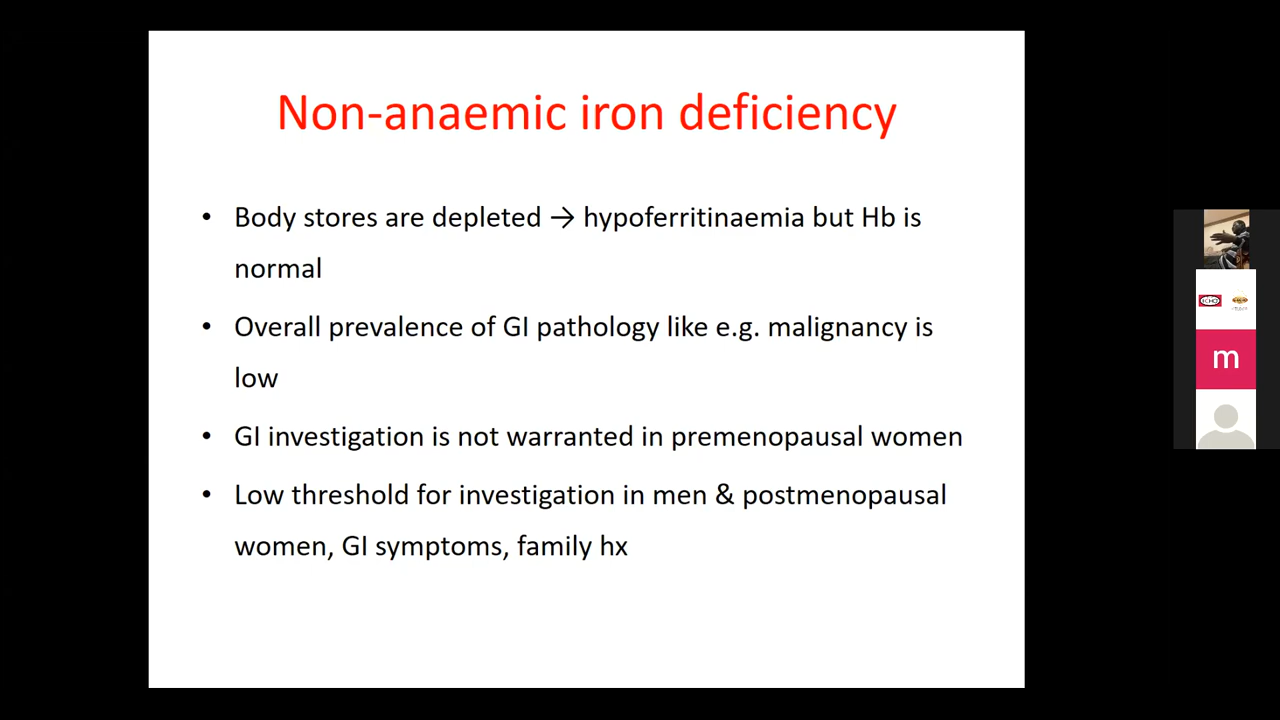 Non-anaemic iron deficiency
• Body stores are depleted → hypoferritinaemia but Hb is
normal
• Overall prevalence of GI pathology like e.g. malignancy is
low
• GI investigation is not warranted in premenopausal women
• Low threshold for investigation in men & postmenopausal
women, GI symptoms, family hx
m